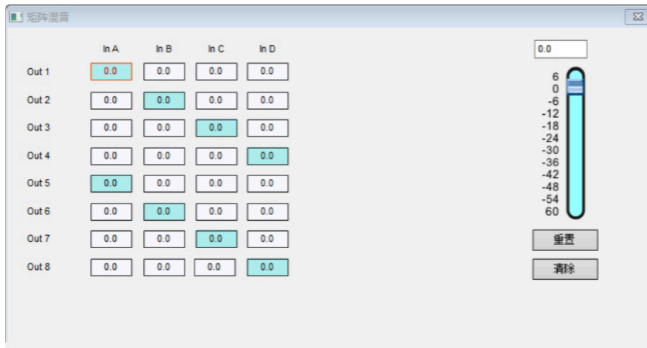 矩阵混音
In A In B In C In D
0.0
Out 1 0.0 0.0 0.0 0.0
Out 2 0.0 0.0 0.0 0.0
Out 3 0.0 0.0 0.0 0.0
Out 4 0.0 0.0 0.0 0.0
Out 5 0.0 0.0 0.0 0.0
Out 6 0.0 0.0 0.0 0.0
Out 7 0.0 0.0 0.0 0.0
Out 8 0.0 0.0 0.0 0.0
6
0
-6
-12
-18
-24
-30
-36
-42
-48
-54
60
重置
清除